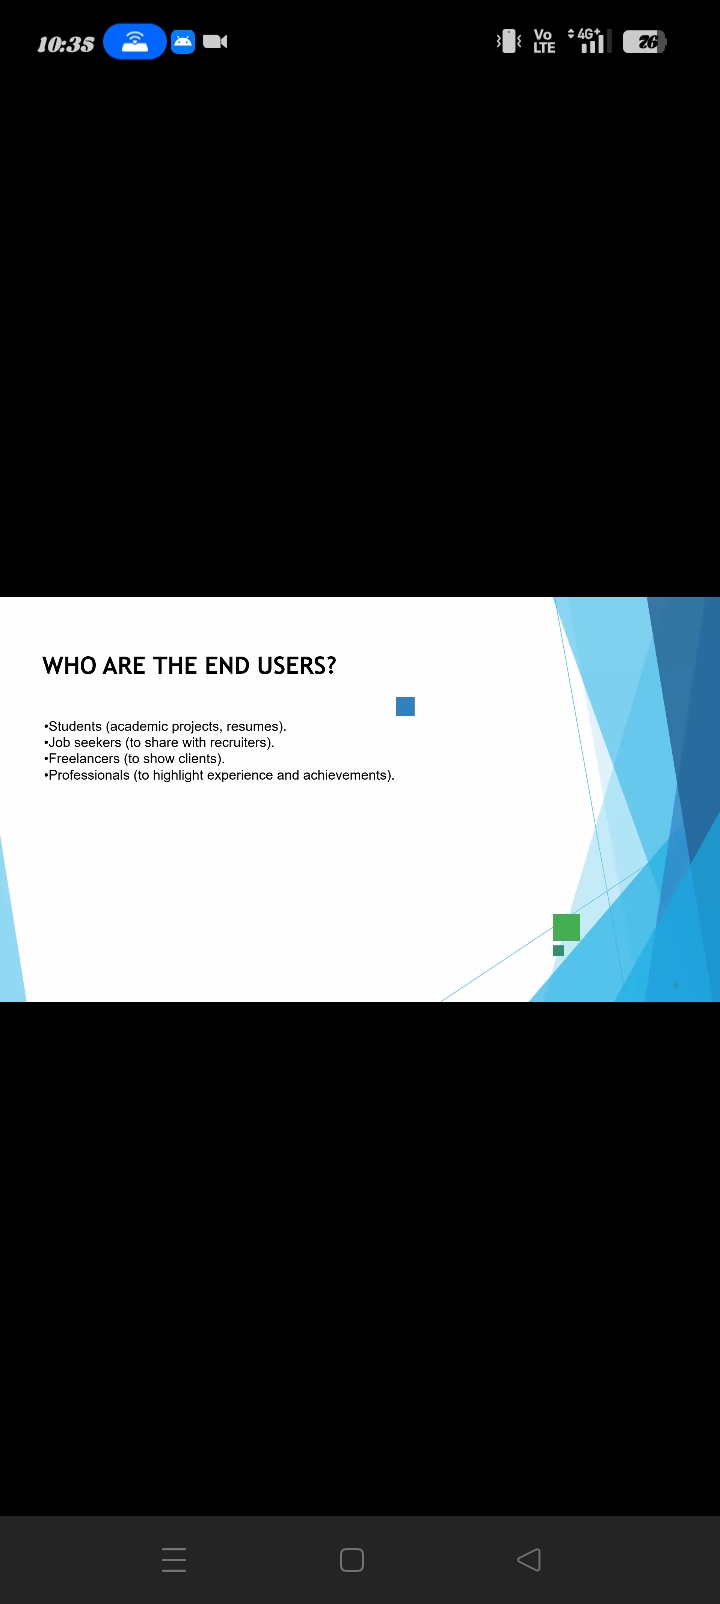 10:35
Vo
LTE
4G+
76
WHO ARE THE END USERS?
•Students (academic projects, resumes).
•Job seekers (to share with recruiters).
•Freelancers (to show clients).
•Professionals (to highlight experience and achievements).